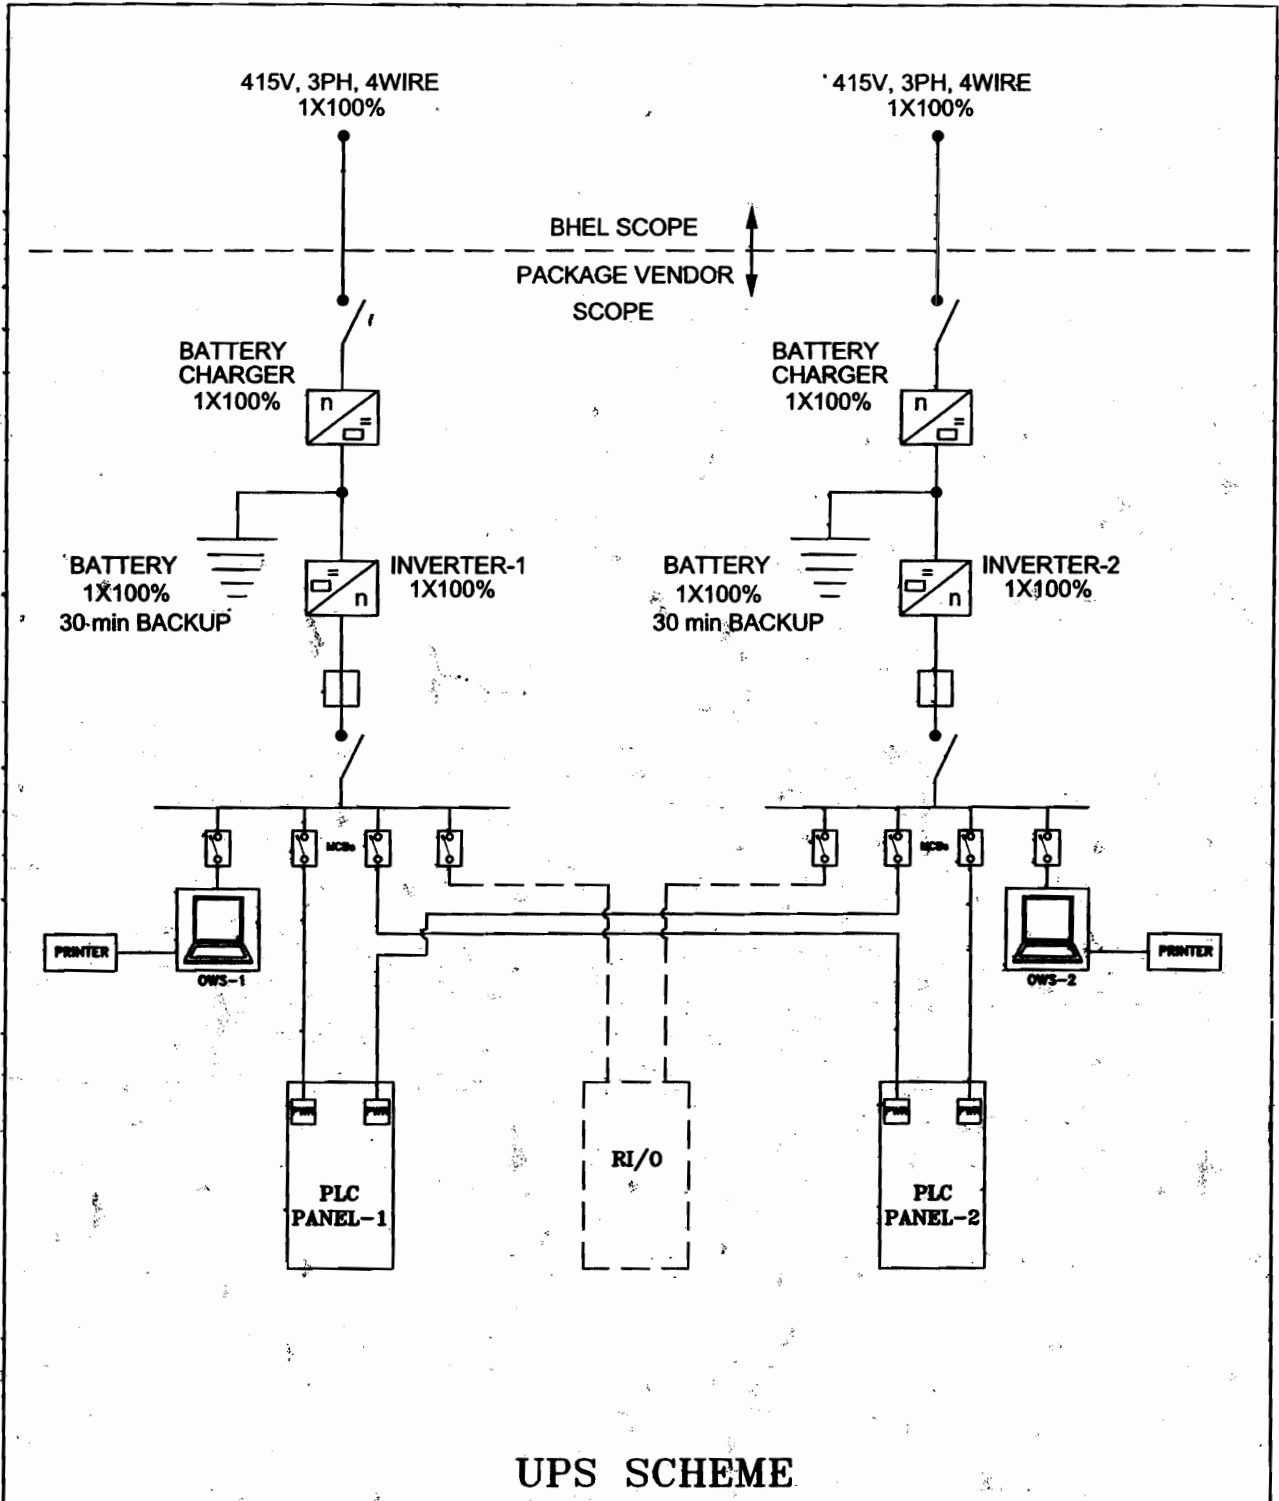 415V, 3PH, 4WIRE
1X100%
415V, 3PH, 4WIRE
1X100%
BHEL SCOPE
PACKAGE VENDOR
SCOPE
BATTERY
CHARGER
1X100%
n
=
BATTERY
CHARGER
1X100%
n
=
BATTERY
1X100%
30 min BACKUP
=
n
INVERTER-1
1X100%
BATTERY
1X100%
30 min BACKUP
=
n
INVERTER-2
1X100%
MCBs
MCBs
PRINTER
OWS-1
OWS-2
PRINTER
PWR
PWR
PLC
PANEL-1
RI/O
PWR
PWR
PLC
PANEL-2
UPS SCHEME